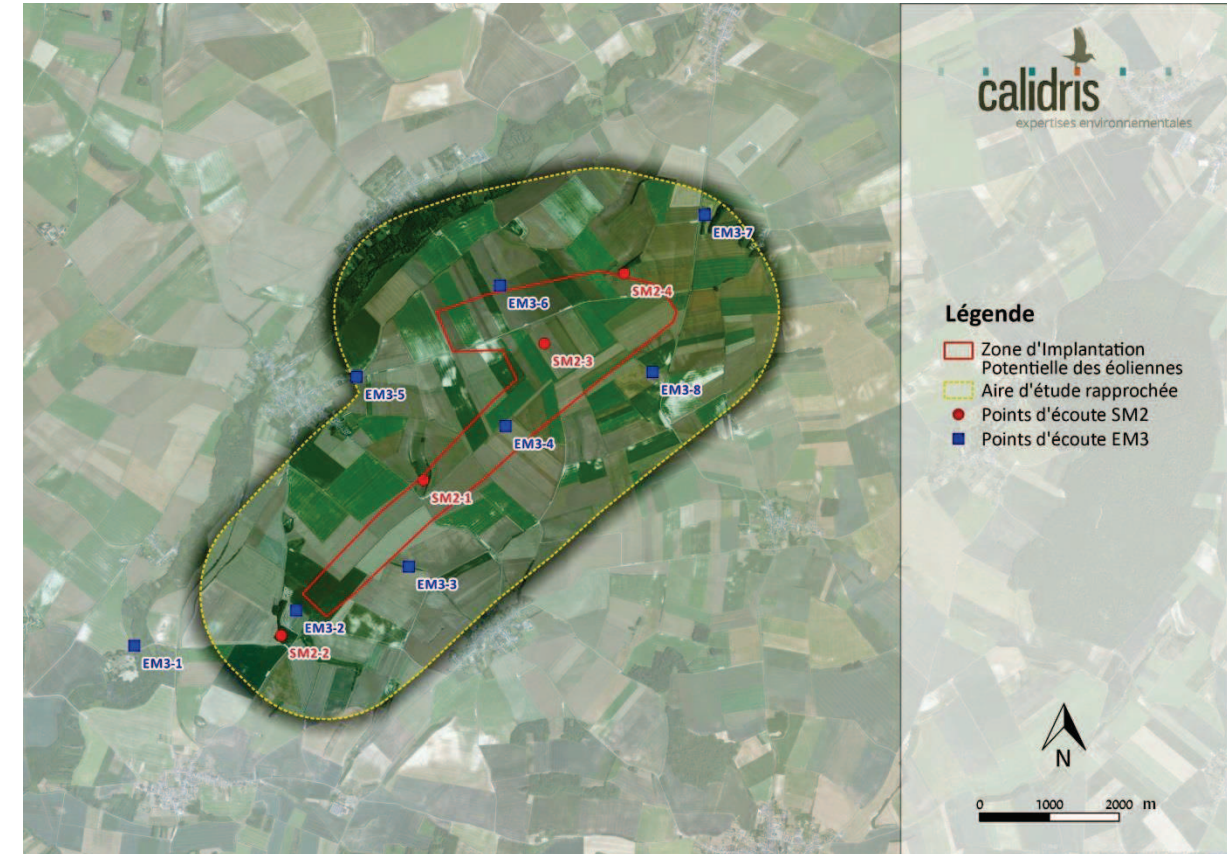 calidris
expertises environnementales
EM3-7
SM2-4
EM3-6
SM2-3
EM3-8
EM3-5
EM3-4
SM2-1
EM3-3
EM3-2
SM2-2
EM3-1
Légende
Zone d'Implantation
Potentielle des éoliennes
Aire d'étude rapprochée
Points d'écoute SM2
Points d'écoute EM3
N
0 1000 2000 m